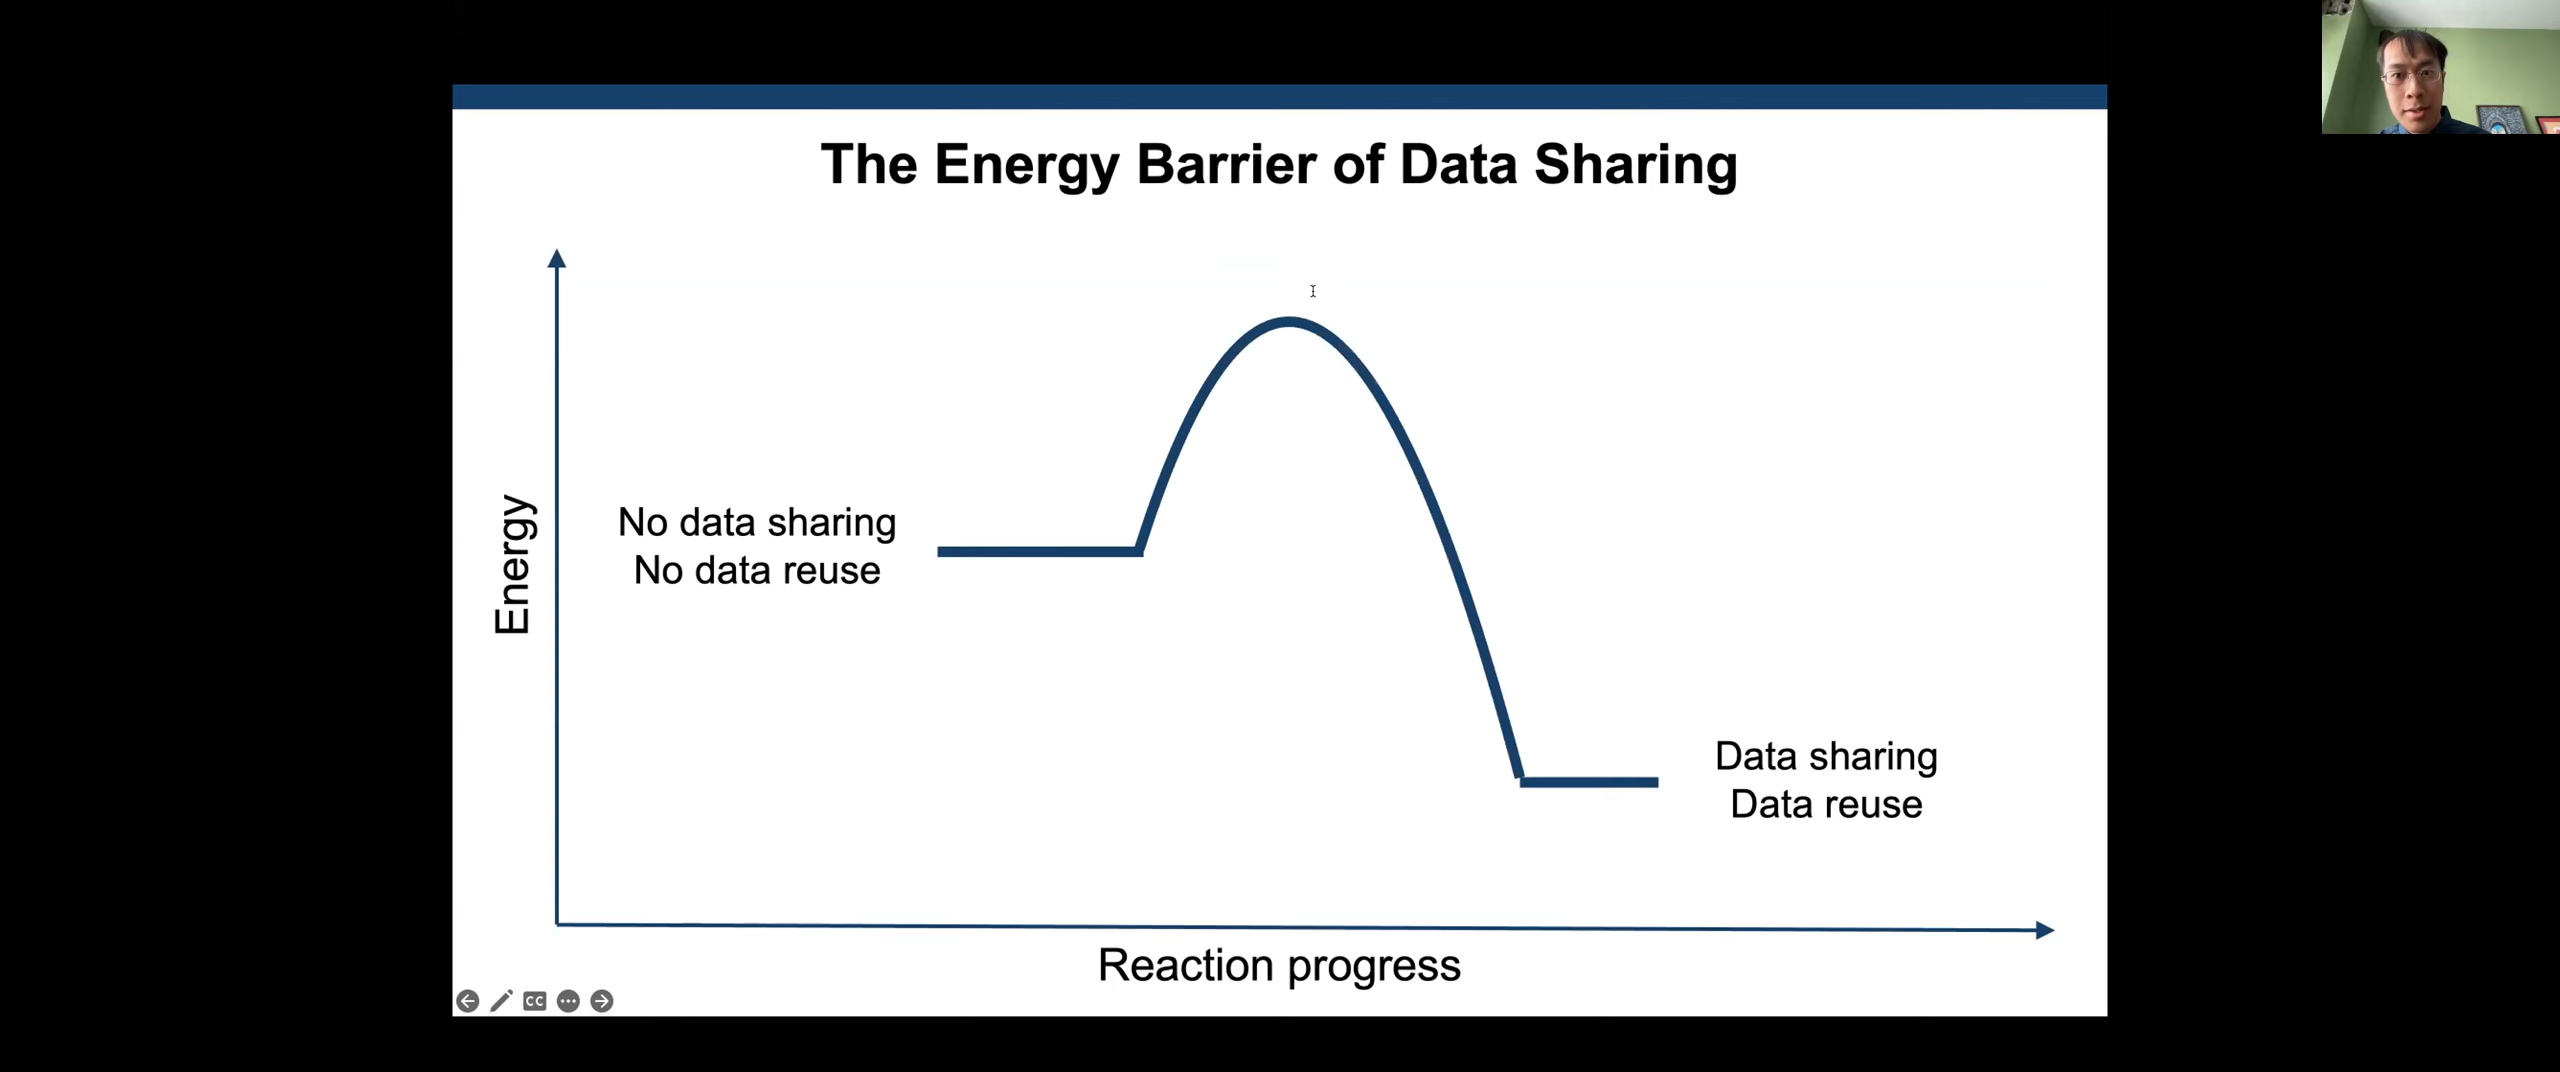 The Energy Barrier of Data Sharing
Energy
No data sharing
No data reuse
Data sharing
Data reuse
Reaction progress
CC